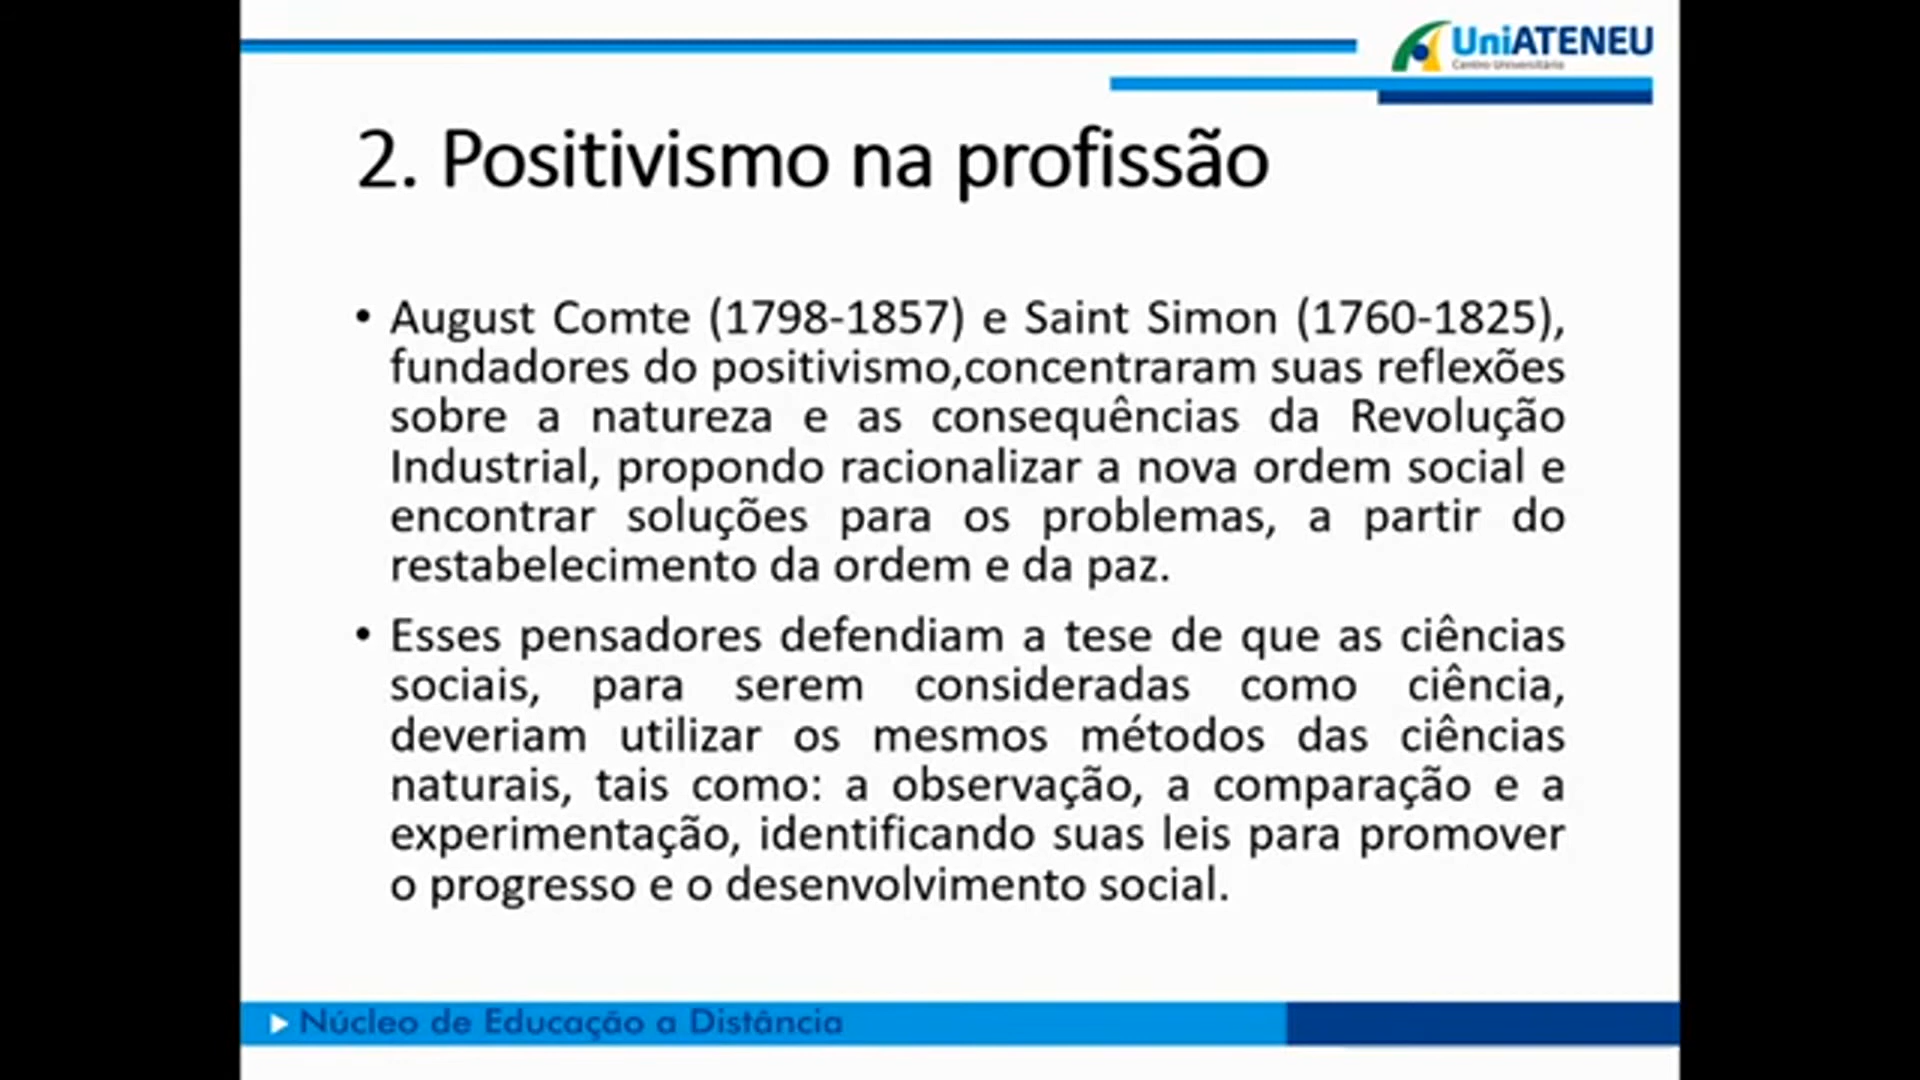 UniATENEU
Centro Universitário
2. Positivismo na profissão
• August Comte (1798-1857) e Saint Simon (1760-1825),
fundadores do positivismo,concentraram suas reflexões
sobre a natureza e as consequências da Revolução
Industrial, propondo racionalizar a nova ordem social e
encontrar soluções para os problemas, a partir do
restabelecimento da ordem e da paz.
• Esses pensadores defendiam a tese de que as ciências
sociais, para serem consideradas como ciência,
deveriam utilizar os mesmos métodos das ciências
naturais, tais como: a observação, a comparação e a
experimentação, identificando suas leis para promover
o progresso e o desenvolvimento social.
Núcleo de Educação a Distância